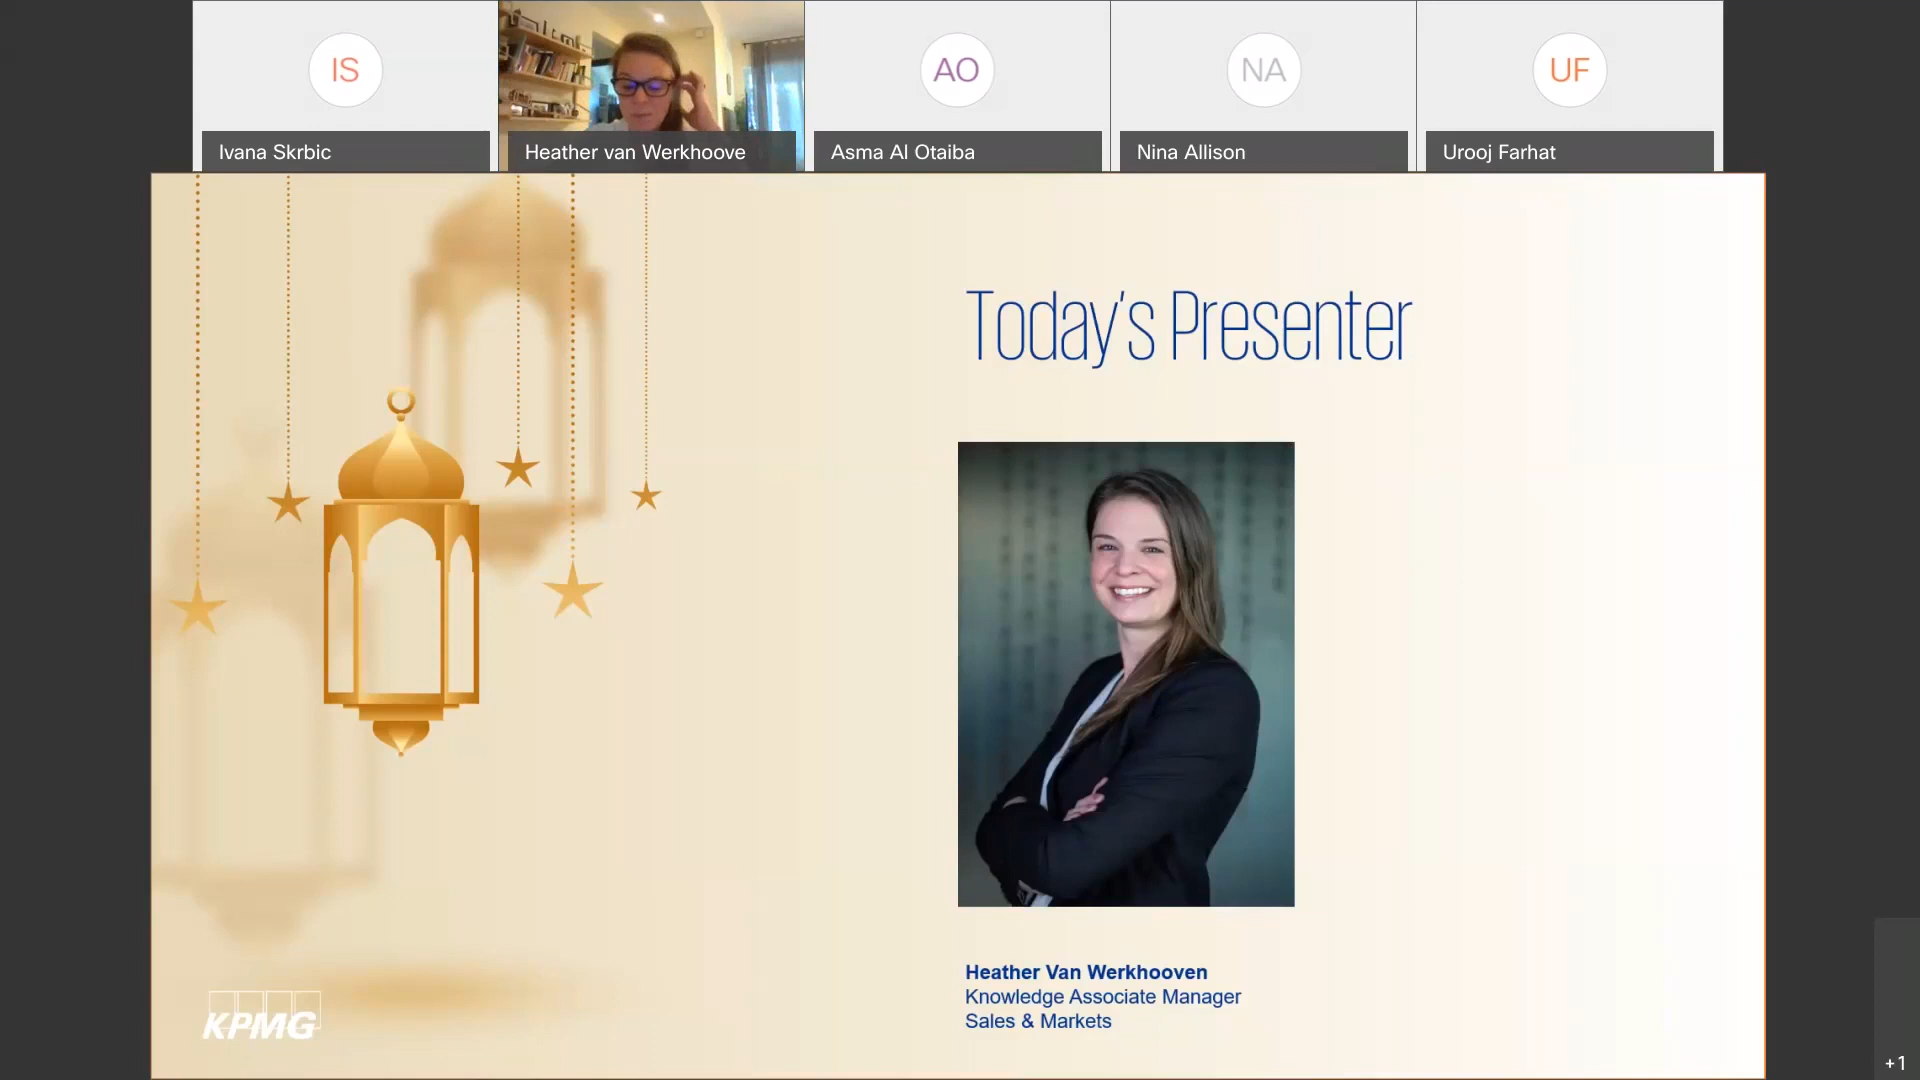 IS
AO
NA
UF
Ivana Skrbic
Heather van Werkhoove
Asma Al Otaiba
Nina Allison
Urooj Farhat
Today's Presenter
Heather Van Werkhooven
Knowledge Associate Manager
Sales & Markets
KPMG
+1